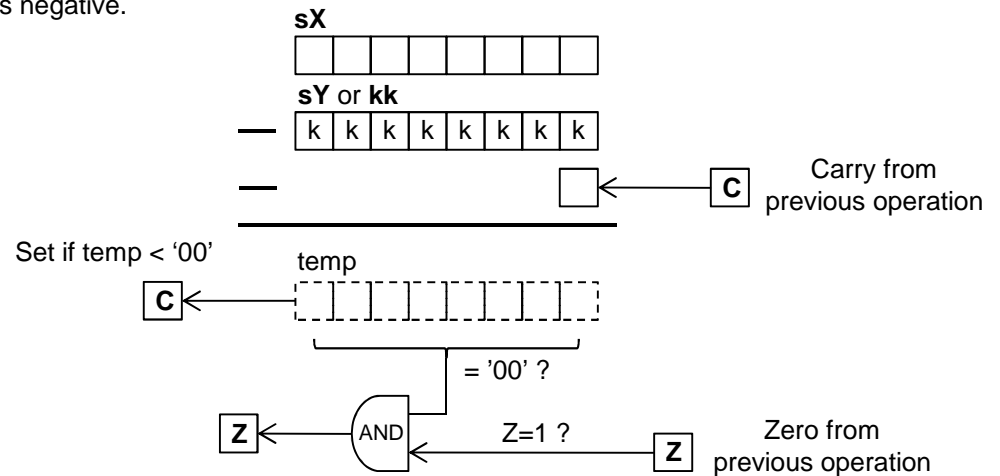 s negative.
sX
sY or kk
k k k k k k k k
C
Carry from
previous operation
Set if temp < ‘00’
temp
C
= ’00’ ?
Z
AND
Z=1 ?
Z
Zero from
previous operation